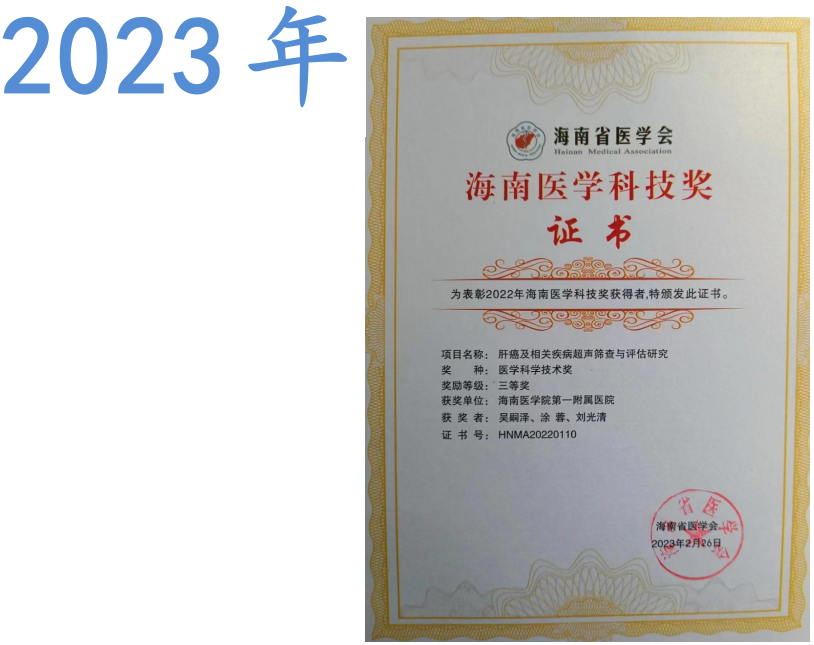 2023年
海南省医学会
Hainan Medical Association
海南医学科技奖
证书
为表彰2022年海南医学科技奖获得者,特颁发此证书。
项目名称：肝癌及相关疾病超声筛查与评估研究
奖 种：医学科学技术奖
奖励等级：三等奖
获奖单位：海南医学院第一附属医院
获奖者：吴嗣泽、涂蓉、刘光清
证书号：HNMA20220110
海南省医学会
2023年2月26日